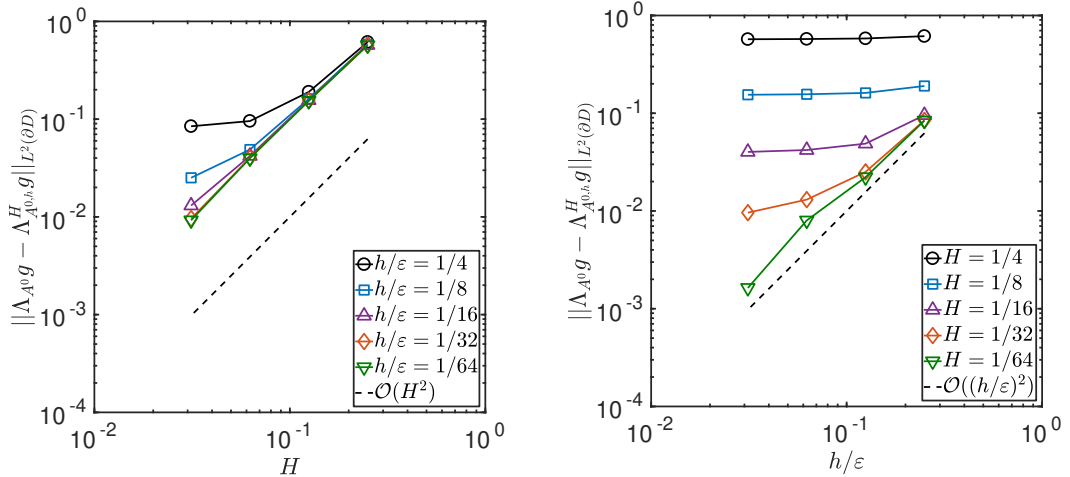 ||Λ_{A^0} g − Λ^H_{A^{0,h}} g||_{L^2(∂D)}
10^0
10^{-1}
10^{-2}
10^{-3}
10^{-4}
h/ε = 1/4
h/ε = 1/8
h/ε = 1/16
h/ε = 1/32
h/ε = 1/64
O(H^2)
10^{-2}
10^{-1}
10^0
H
||Λ_{A^0} g − Λ^H_{A^{0,h}} g||_{L^2(∂D)}
10^0
10^{-1}
10^{-2}
10^{-3}
10^{-4}
H = 1/4
H = 1/8
H = 1/16
H = 1/32
H = 1/64
O((h/ε)^2)
10^{-2}
10^{-1}
10^0
h/ε